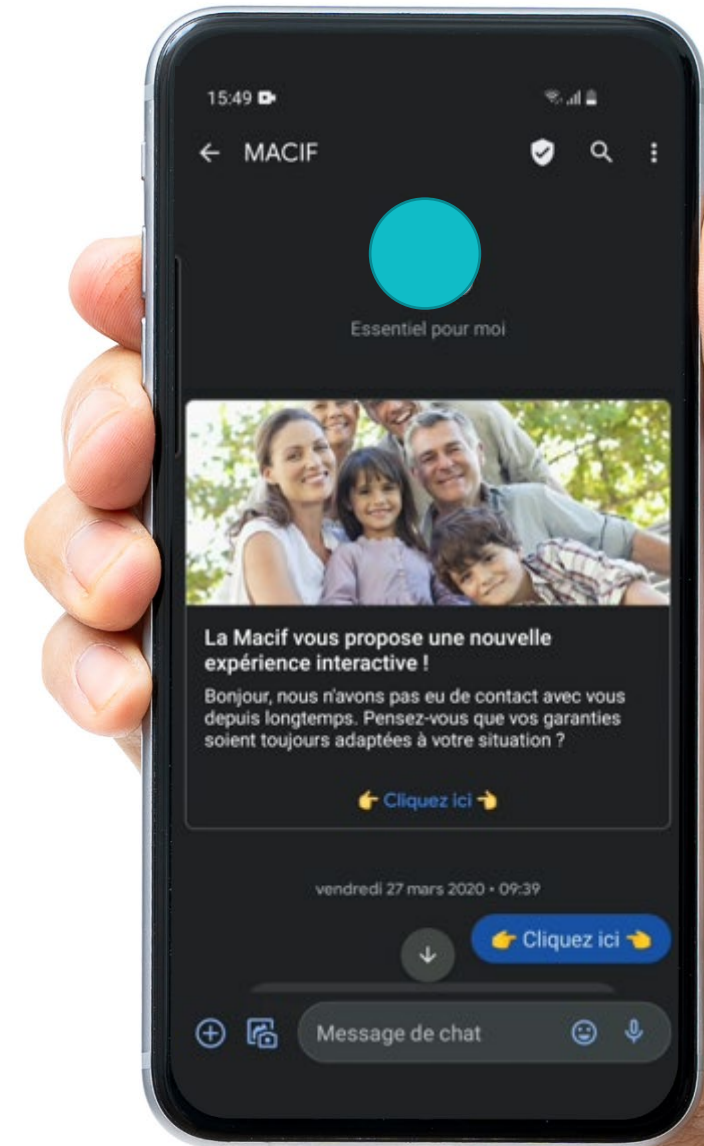 15:49
MACIF
Essentiel pour moi
La Macif vous propose une nouvelle
expérience interactive !
Bonjour, nous n'avons pas eu de contact avec vous
depuis longtemps. Pensez-vous que vos garanties
soient toujours adaptées à votre situation ?
👉 Cliquez ici 👈
vendredi 27 mars 2020 • 09:39
👉 Cliquez ici 👈
Message de chat